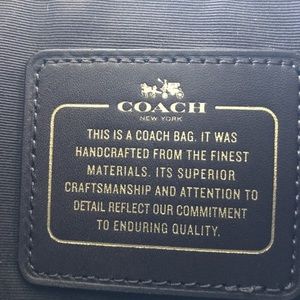 COACH
NEW YORK
THIS IS A COACH BAG. IT WAS
HANDCRAFTED FROM THE FINEST
MATERIALS. ITS SUPERIOR
CRAFTSMANSHIP AND ATTENTION TO
DETAIL REFLECT OUR COMMITMENT
TO ENDURING QUALITY.